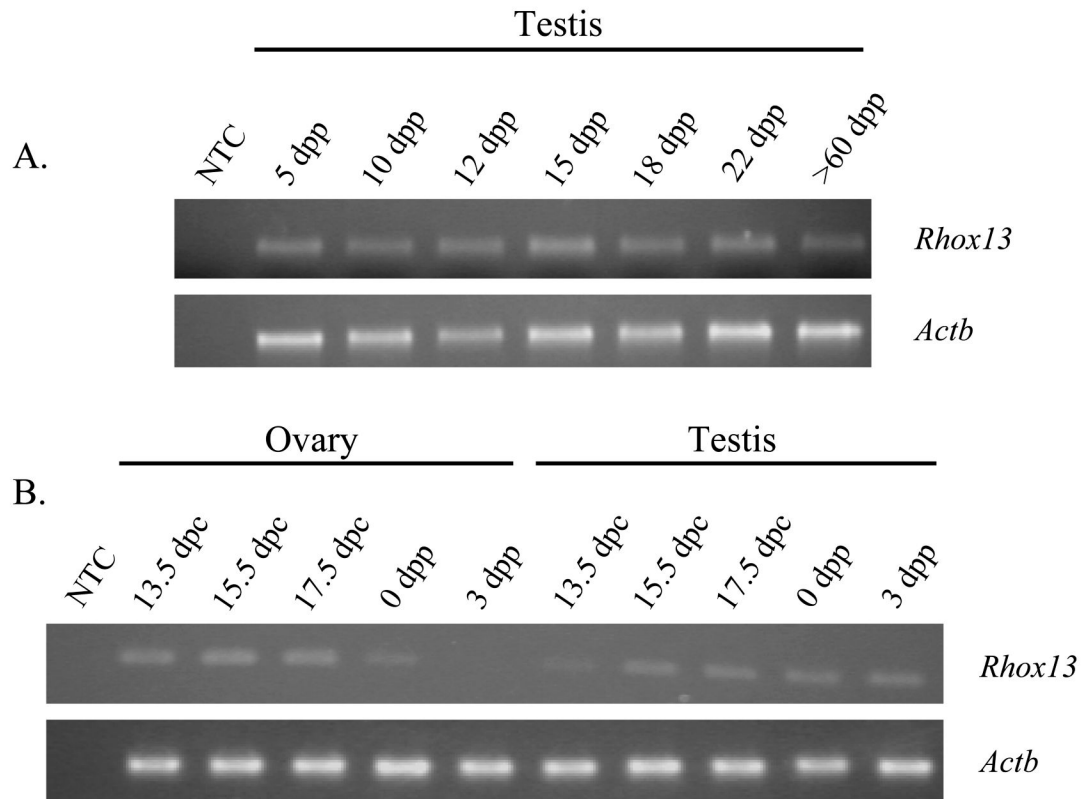 Testis
A.
NTC 5 dpp 10 dpp 12 dpp 15 dpp 18 dpp 22 dpp >60 dpp
Rhox13
Actb
Ovary Testis
B.
NTC 13.5 dpc 15.5 dpc 17.5 dpc 0 dpp 3 dpp 13.5 dpc 15.5 dpc 17.5 dpc 0 dpp 3 dpp
Rhox13
Actb